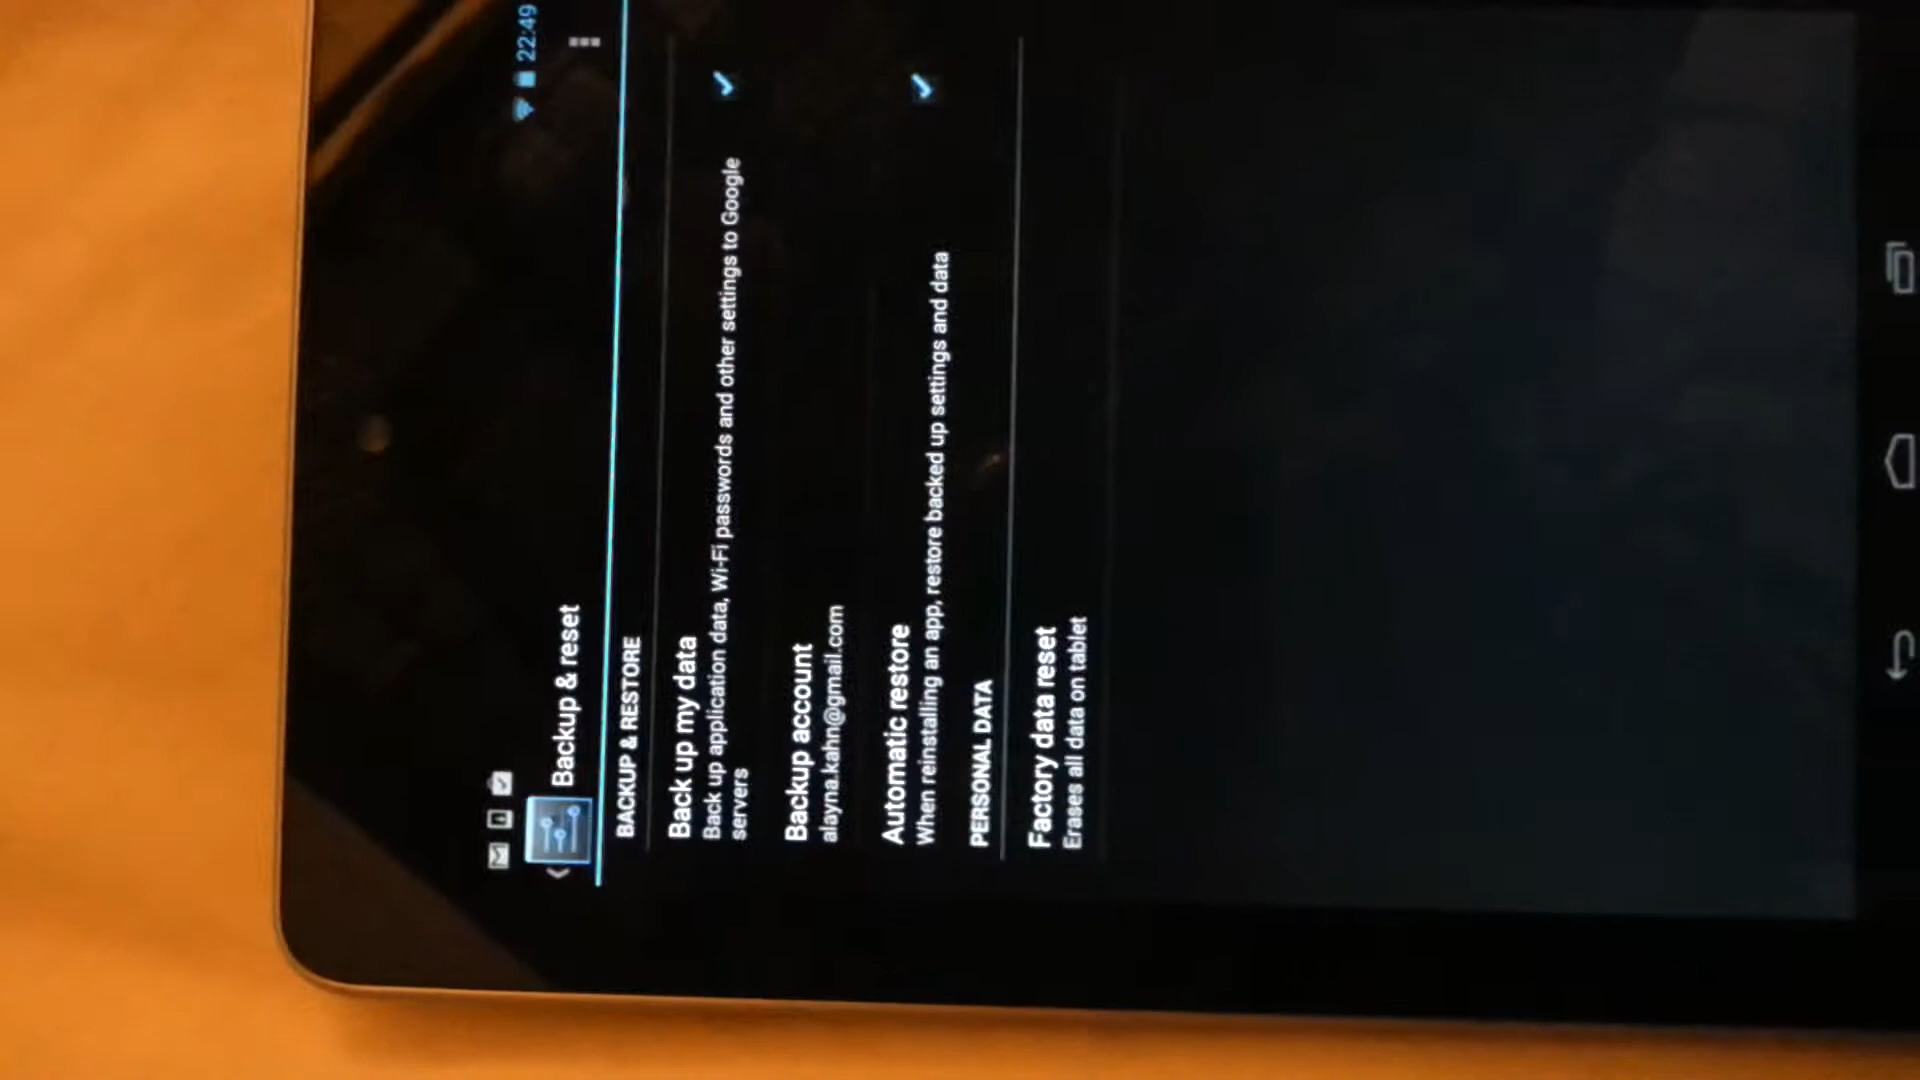 22:49
Backup & reset
BACKUP & RESTORE
Back up my data
Back up application data, Wi-Fi passwords and other settings to Google
servers
Backup account
alayna.kahn@gmail.com
Automatic restore
When reinstalling an app, restore backed up settings and data
PERSONAL DATA
Factory data reset
Erases all data on tablet